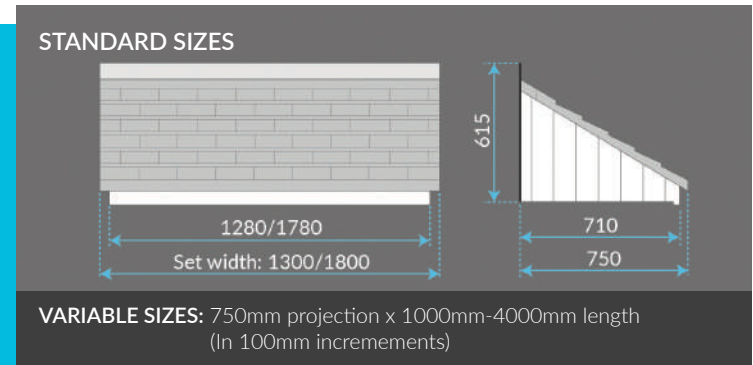 STANDARD SIZES
615
1280/1780
710
Set width: 1300/1800
750
VARIABLE SIZES: 750mm projection x 1000mm-4000mm length
(In 100mm incremements)